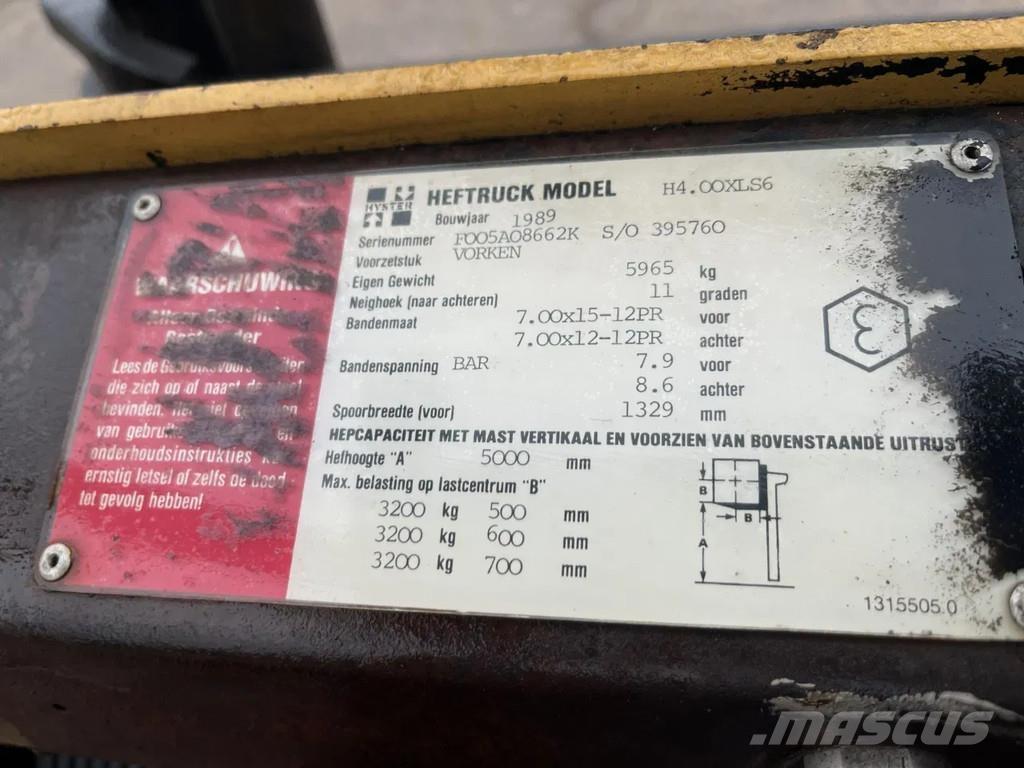 HYSTER
HEFTRUCK MODEL H4.00XLS6
Bouwjaar 1989
Serienummer F005A08662K S/O 395760
Voorzetstuk VORKEN
Eigen Gewicht 5965 kg
Neighoek (naar achteren) 11 graden
Bandenmaat 7.00x15-12PR voor
7.00x12-12PR achter
Bandenspanning BAR 7.9 voor
8.6 achter
Spoorbreedte (voor) 1329 mm
HEPCAPACITEIT MET MAST VERTIKAAL EN VOORZIEN VAN BOVENSTAANDE
Hefhoogte "A" 5000 mm
Max. belasting op lastcentrum "B"
3200 kg 500 mm
3200 kg 600 mm
3200 kg 700 mm
B
B
A
1315505.0
WAARSCHUWING
Lees de
die zich op of naast de
bevinden. Het niet
van
onderhoudsinstrukties
ernstig letsel of zelfs de dood
tot gevolg hebben!
MASCUS